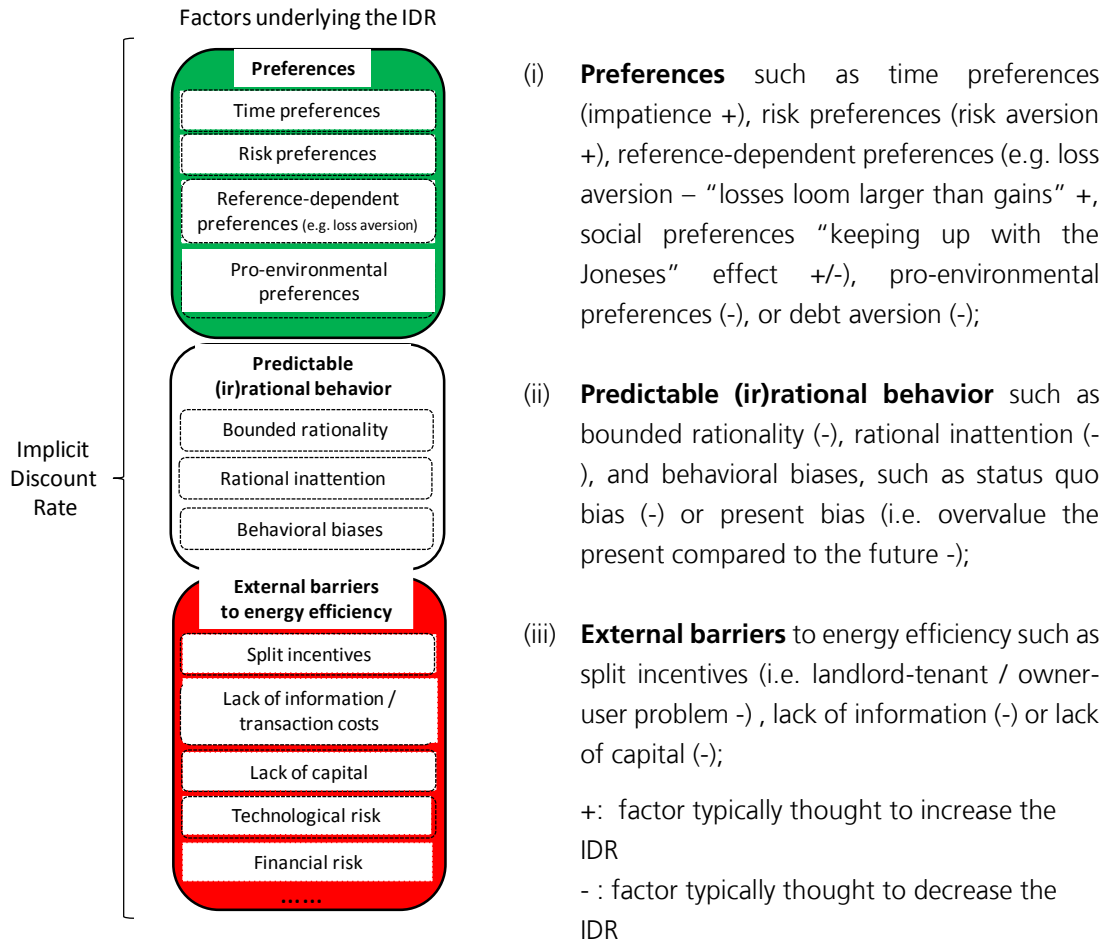 Factors underlying the IDR
Implicit
Discount
Rate
Preferences
Time preferences
Risk preferences
Reference-dependent
preferences (e.g. loss aversion)
Pro-environmental
preferences
Predictable
(ir)rational behavior
Bounded rationality
Rational inattention
Behavioral biases
External barriers
to energy efficiency
Split incentives
Lack of information /
transaction costs
Lack of capital
Technological risk
Financial risk
......
(i) Preferences such as time preferences
(impatience +), risk preferences (risk aversion
+), reference-dependent preferences (e.g. loss
aversion – “losses loom larger than gains” +,
social preferences “keeping up with the
Joneses” effect +/-), pro-environmental
preferences (-), or debt aversion (-);
(ii) Predictable (ir)rational behavior such as
bounded rationality (-), rational inattention (-
), and behavioral biases, such as status quo
bias (-) or present bias (i.e. overvalue the
present compared to the future -);
(iii) External barriers to energy efficiency such as
split incentives (i.e. landlord-tenant / owner-
user problem -) , lack of information (-) or lack
of capital (-);
+: factor typically thought to increase the
IDR
- : factor typically thought to decrease the
IDR